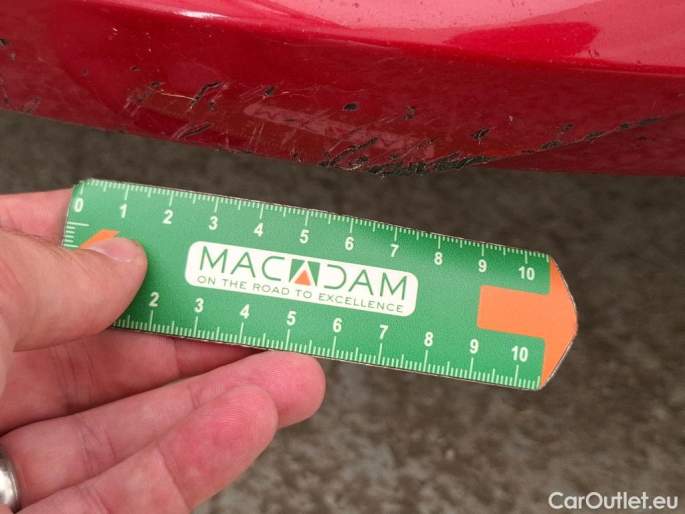 0 1 2 3 4 5 6 7 8 9 10
MACADAM
ON THE ROAD TO EXCELLENCE
2 3 4 5 6 7 8 9 10
CarOutlet.eu